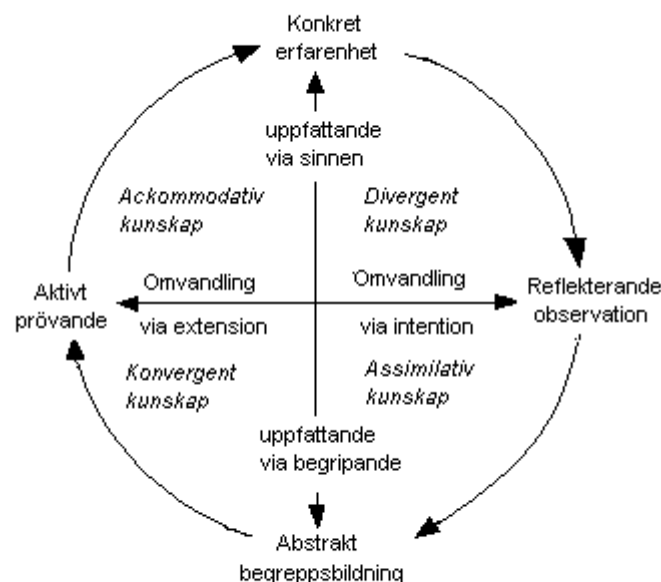 Konkret
erfarenhet
uppfattande
via sinnen
Ackommodativ
kunskap
Divergent
kunskap
Aktivt
prövande
Omvandling
via extension
Omvandling
via intention
Reflekterande
observation
Konvergent
kunskap
Assimilativ
kunskap
uppfattande
via begripande
Abstrakt
begreppsbildning